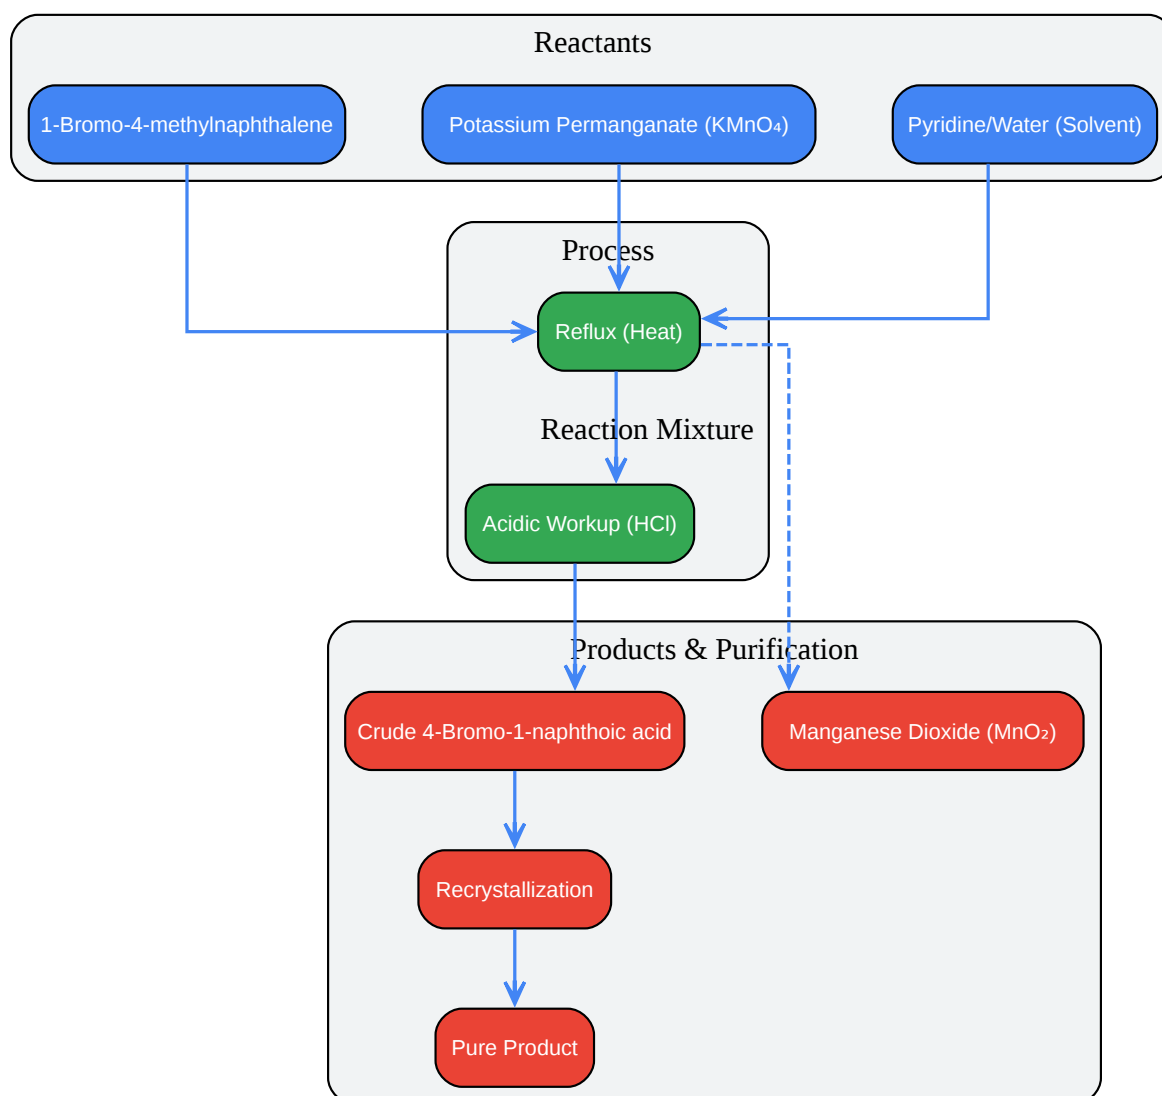 Reactants
1-Bromo-4-methylnaphthalene
Potassium Permanganate (KMnO₄)
Pyridine/Water (Solvent)
Process
Reflux (Heat)
Reaction Mixture
Acidic Workup (HCl)
Products & Purification
Crude 4-Bromo-1-naphthoic acid
Manganese Dioxide (MnO₂)
Recrystallization
Pure Product